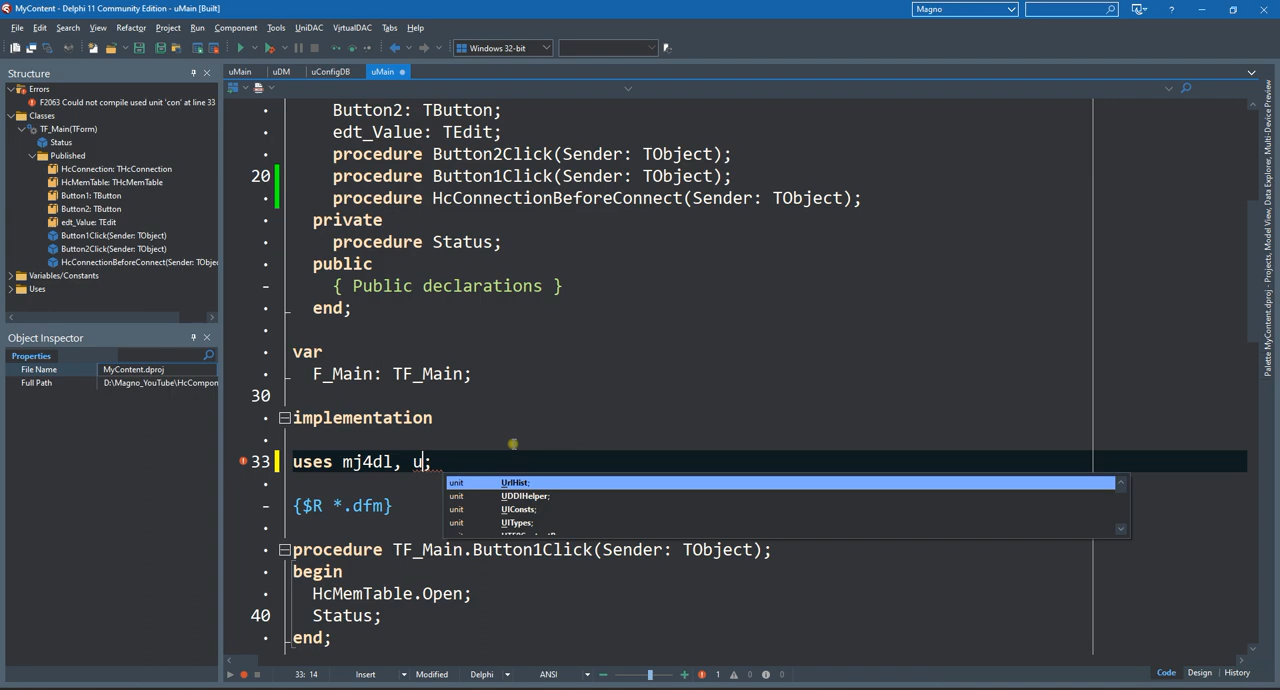 MyContent - Delphi 11 Community Edition - uMain [Built]
Magno
File Edit Search View Refactor Project Run Component Tools UniDAC VirtualDAC Tabs Help
Windows 32-bit
Structure
Errors
F2063 Could not compile used unit 'con' at line 33
Classes
TF_Main(TForm)
Status
Published
HcConnection: THcConnection
HcMemTable: THcMemTable
Button1: TButton
Button2: TButton
edt_Value: TEdit
Button1Click(Sender: TObject)
Button2Click(Sender: TObject)
HcConnectionBeforeConnect(Sender: TObje
Variables/Constants
Uses
Object Inspector
Properties
File Name MyContent.dproj
Full Path D:\Magno_YouTube\HcCompon
uMain uDM uConfigDB uMain
Button2: TButton;
edt_Value: TEdit;
procedure Button2Click(Sender: TObject);
20 procedure Button1Click(Sender: TObject);
procedure HcConnectionBeforeConnect(Sender: TObject);
private
procedure Status;
public
{ Public declarations }
end;
var
F_Main: TF_Main;
30
implementation
33 uses mj4dl, u;
unit UrlHist;
unit UDDIHelper;
unit UIConsts;
unit UITypes;
{$R *.dfm}
procedure TF_Main.Button1Click(Sender: TObject);
begin
HcMemTable.Open;
40 Status;
end;
33: 14 Insert Modified Delphi ANSI 1 0 0
Code Design History
Palette MyContent.dproj - Projects, Model View, Data Explorer, Multi-Device Preview